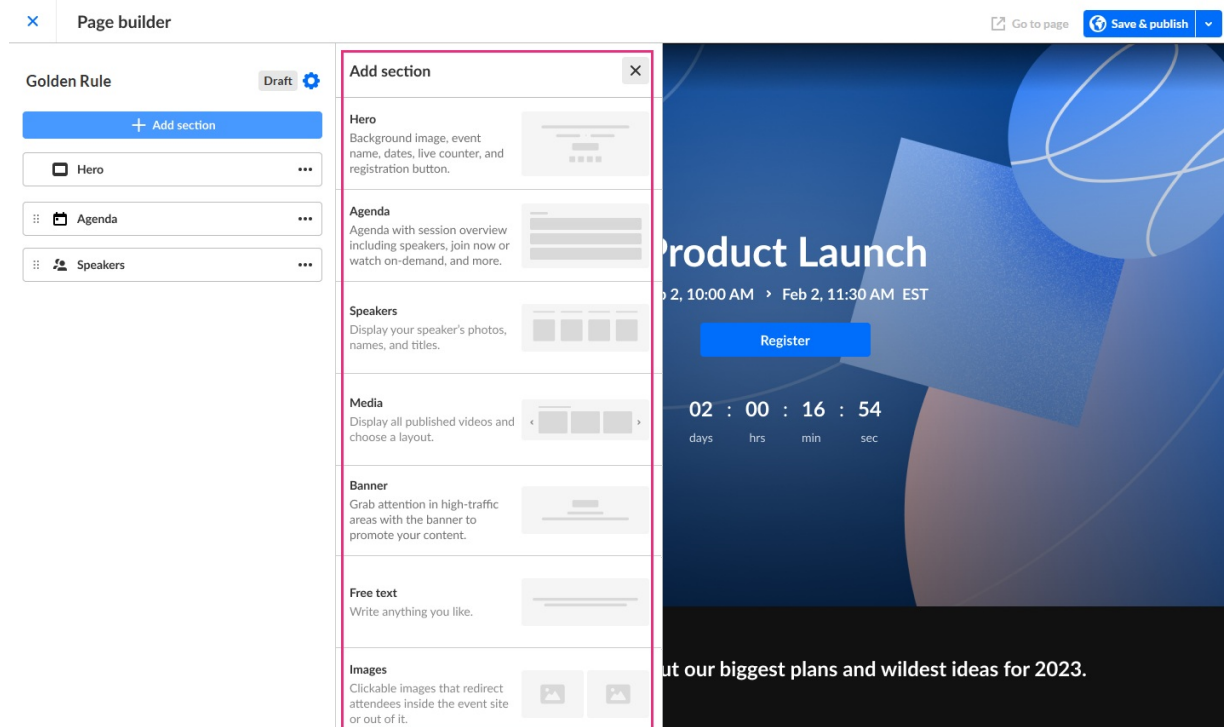 Page builder
Go to page
Save & publish
Golden Rule
Draft
Add section
Hero
Agenda
Speakers
Add section
Hero
Background image, event
name, dates, live counter, and
registration button.
Agenda
Agenda with session overview
including speakers, join now or
watch on-demand, and more.
Speakers
Display your speaker's photos,
names, and titles.
Media
Display all published videos and
choose a layout.
Banner
Grab attention in high-traffic
areas with the banner to
promote your content.
Free text
Write anything you like.
Images
Clickable images that redirect
attendees inside the event site
or out of it.
Product Launch
2, 10:00 AM > Feb 2, 11:30 AM EST
Register
02 : 00 : 16 : 54
days hrs min sec
our biggest plans and wildest ideas for 2023.